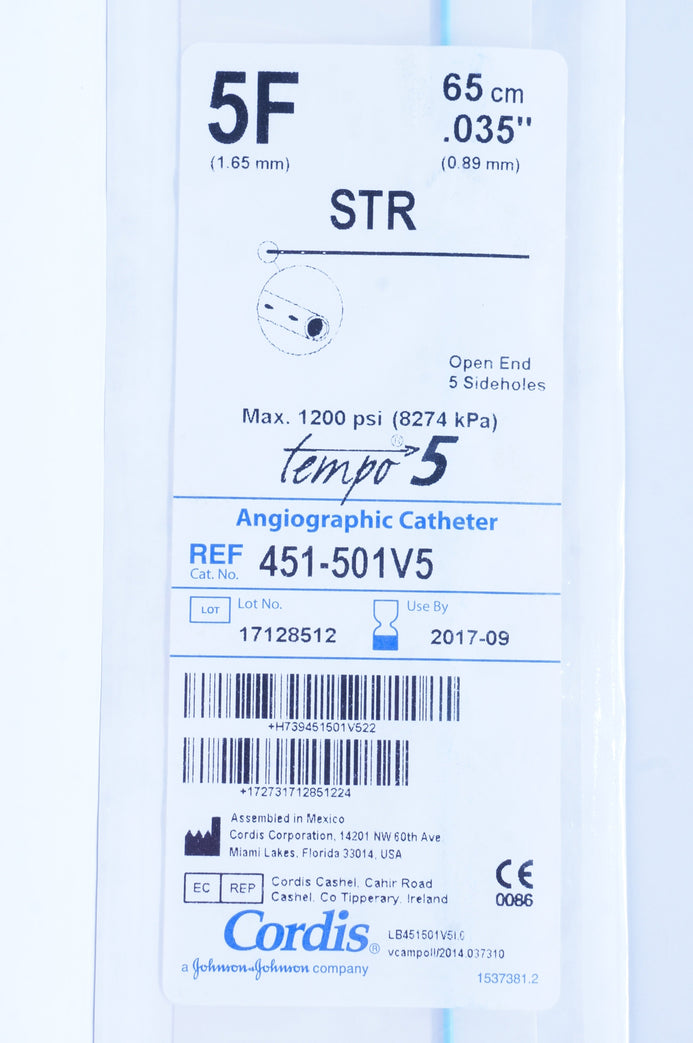 5F
65 cm
.035"
(1.65 mm)
(0.89 mm)
STR
Open End
5 Sideholes
Max. 1200 psi (8274 kPa)
tempo® 5
Angiographic Catheter
REF 451-501V5
Cat. No.
LOT Lot No.
17128512
Use By
2017-09
+H739451501V522
+172731712851224
Assembled in Mexico
Cordis Corporation, 14201 NW 60th Ave.
Miami Lakes, Florida 33014, USA
EC REP
Cordis Cashel, Cahir Road
Cashel, Co Tipperary, Ireland
CE
0086
Cordis®
a Johnson & Johnson company
vcampoll/2014.037310
1537381.2